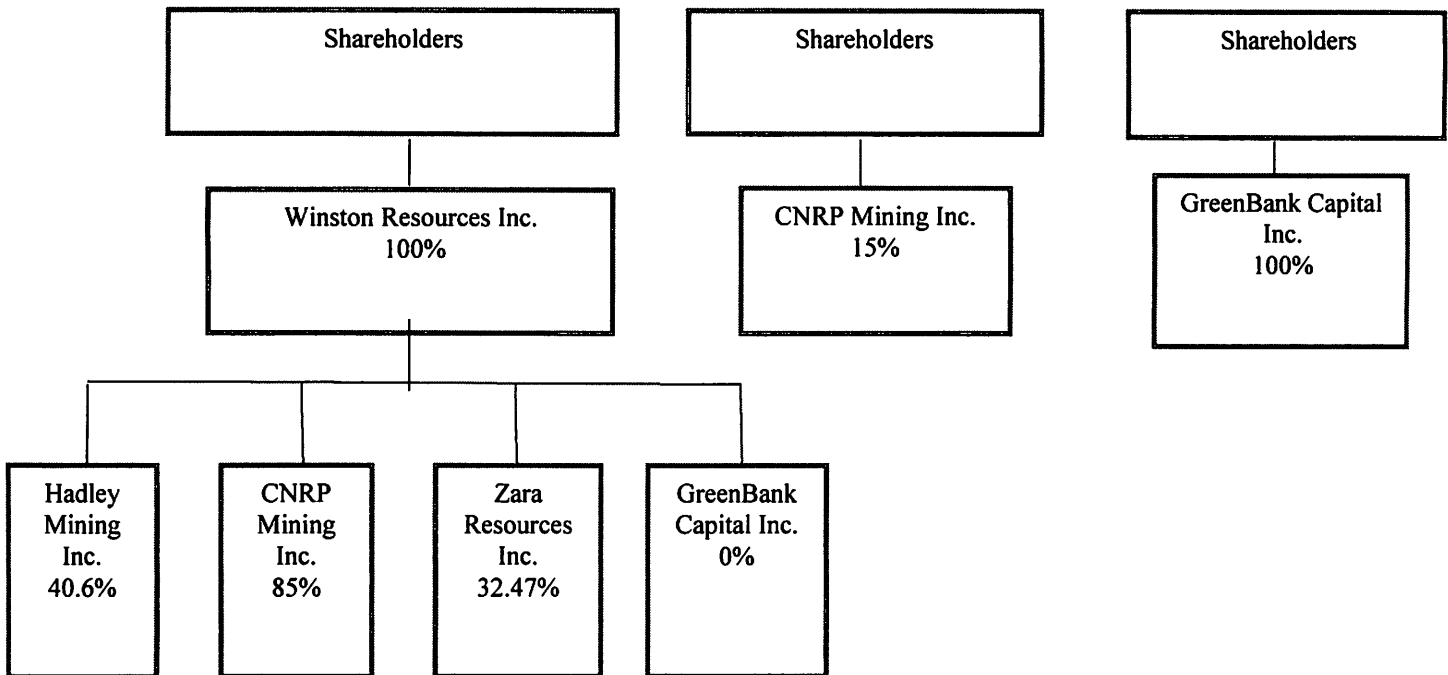 Shareholders
Shareholders
Shareholders
Winston Resources Inc.
100%
CNRP Mining Inc.
15%
GreenBank Capital
Inc.
100%
Hadley
Mining
Inc.
40.6%
CNRP
Mining
Inc.
85%
Zara
Resources
Inc.
32.47%
GreenBank
Capital Inc.
0%